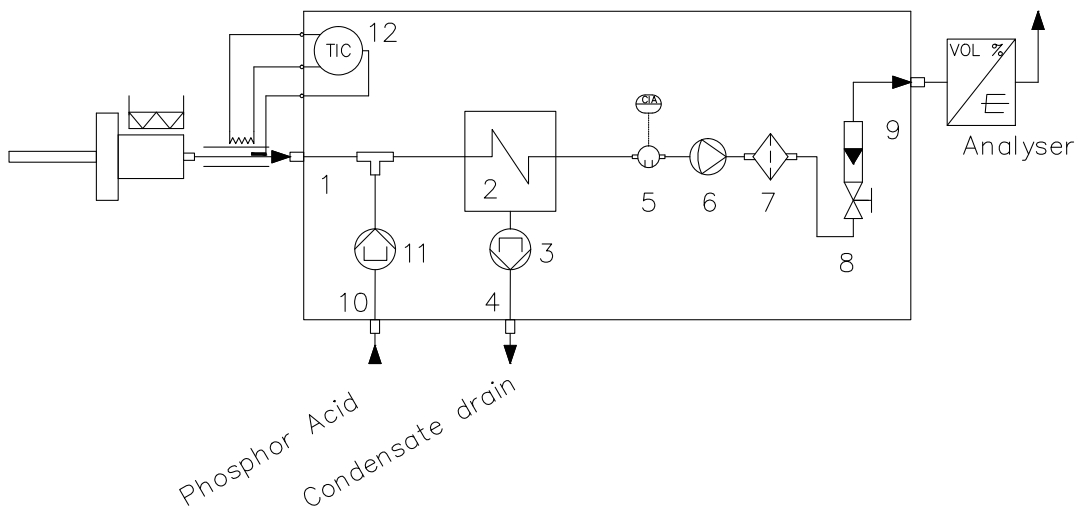 TIC
12
VOL %
CIA
Analyser
9
1
2
5
6
7
8
11
3
10
4
Phosphor Acid
Condensate drain